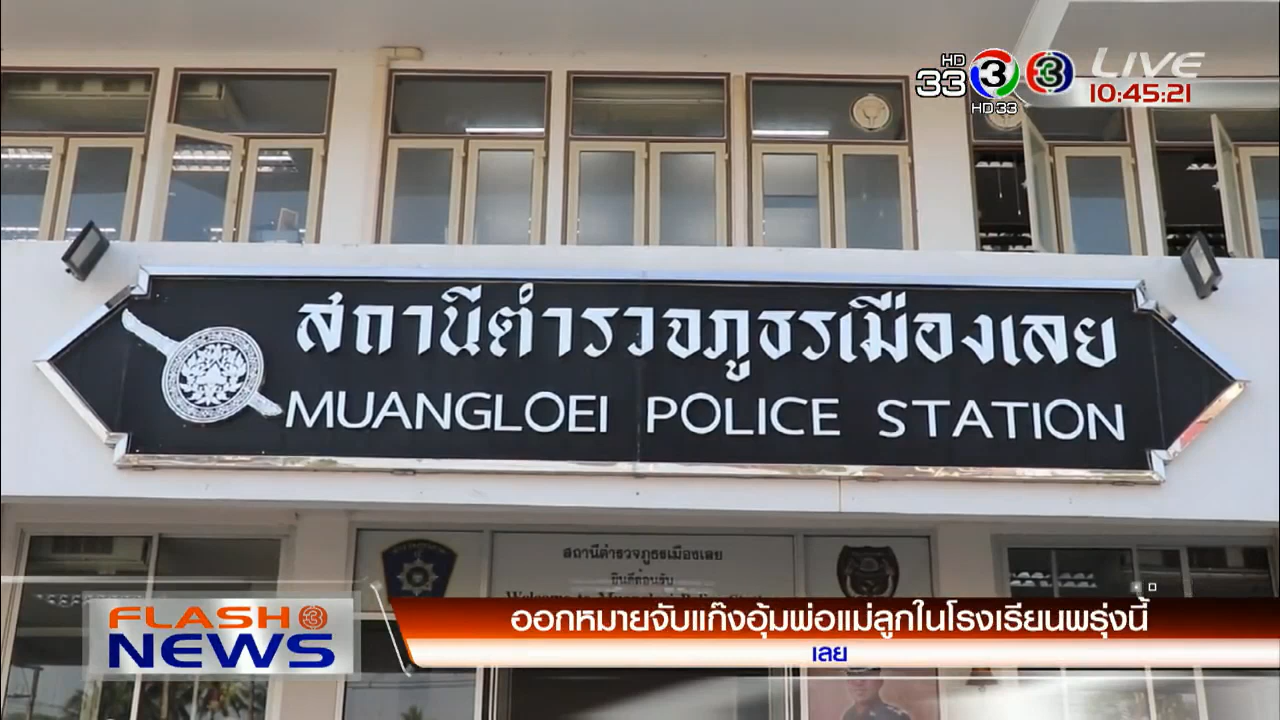 HD
33 3 3 LIVE
HD 33 10:45:21
สถานีตำรวจภูธรเมืองเลย
MUANGLOEI POLICE STATION
สถานีตำรวจภูธรเมืองเลย
ยินดีต้อนรับ
Welcome to Muangloei Police
FLASH 3
NEWS
ออกหมายจับแก๊งอุ้มพ่อแม่ลูกในโรงเรียนพรุ่งนี้
เลย